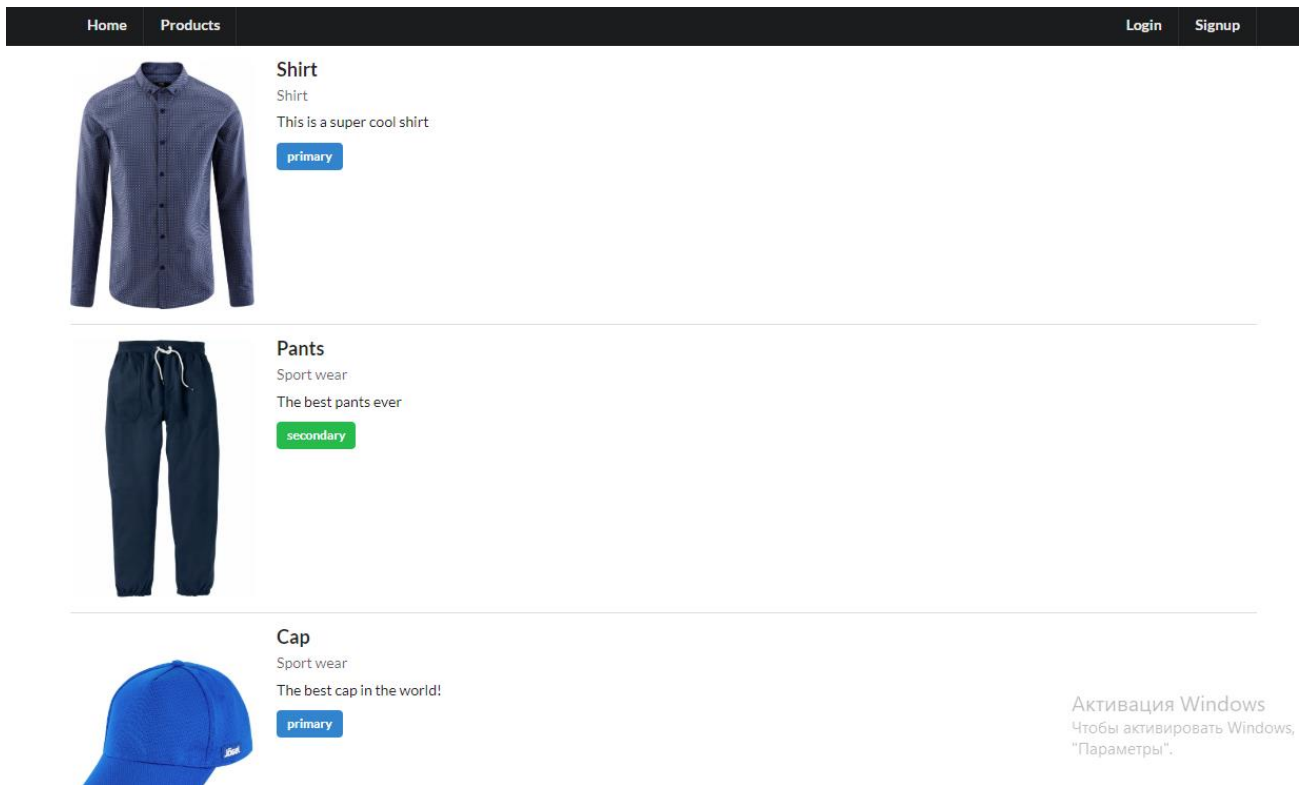 Home Products Login Signup
Shirt
Shirt
This is a super cool shirt
primary
Pants
Sport wear
The best pants ever
secondary
Cap
Sport wear
The best cap in the world!
primary
Активация Windows
Чтобы активировать Windows,
"Параметры".